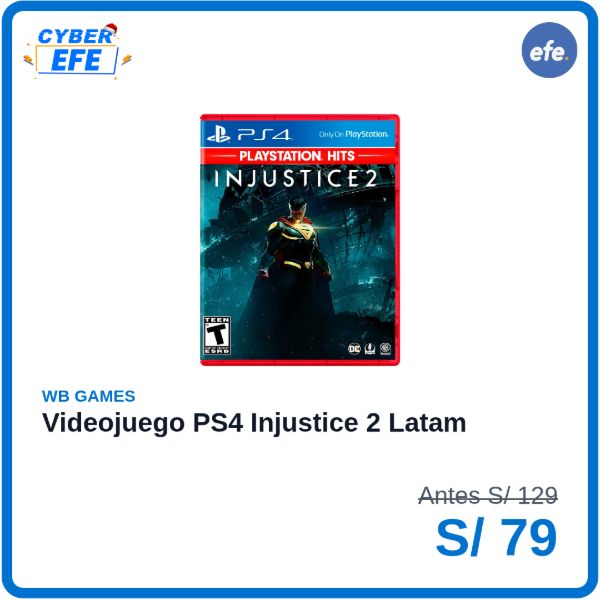 CYBER
EFE
efe.
PS4
Only On PlayStation.
PLAYSTATION HITS
INJUSTICE 2
TEEN
T
ESRB
DC
WB GAMES
Videojuego PS4 Injustice 2 Latam
Antes S/ 129
S/ 79